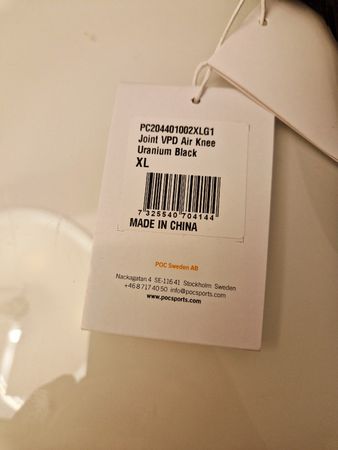 PC204401002XLG1
Joint VPD Air Knee
Uranium Black
XL
7 325540 704144
MADE IN CHINA
POC Sweden AB
Nackagatan 4 SE-116 41 Stockholm Sweden
+46 8 717 40 50 info@pocsports.com
www.pocsports.com